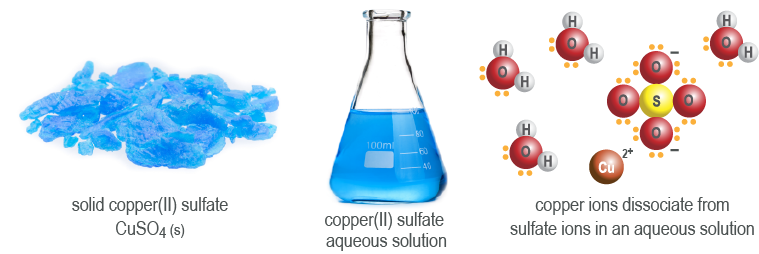 solid copper(II) sulfate
CuSO₄ (s)
80
100ml
60
40
copper(II) sulfate
aqueous solution
H
O
H
H
O
H
H
O
H
H
O
H
O
−
O
S
O
O
−
Cu
2+
copper ions dissociate from
sulfate ions in an aqueous solution